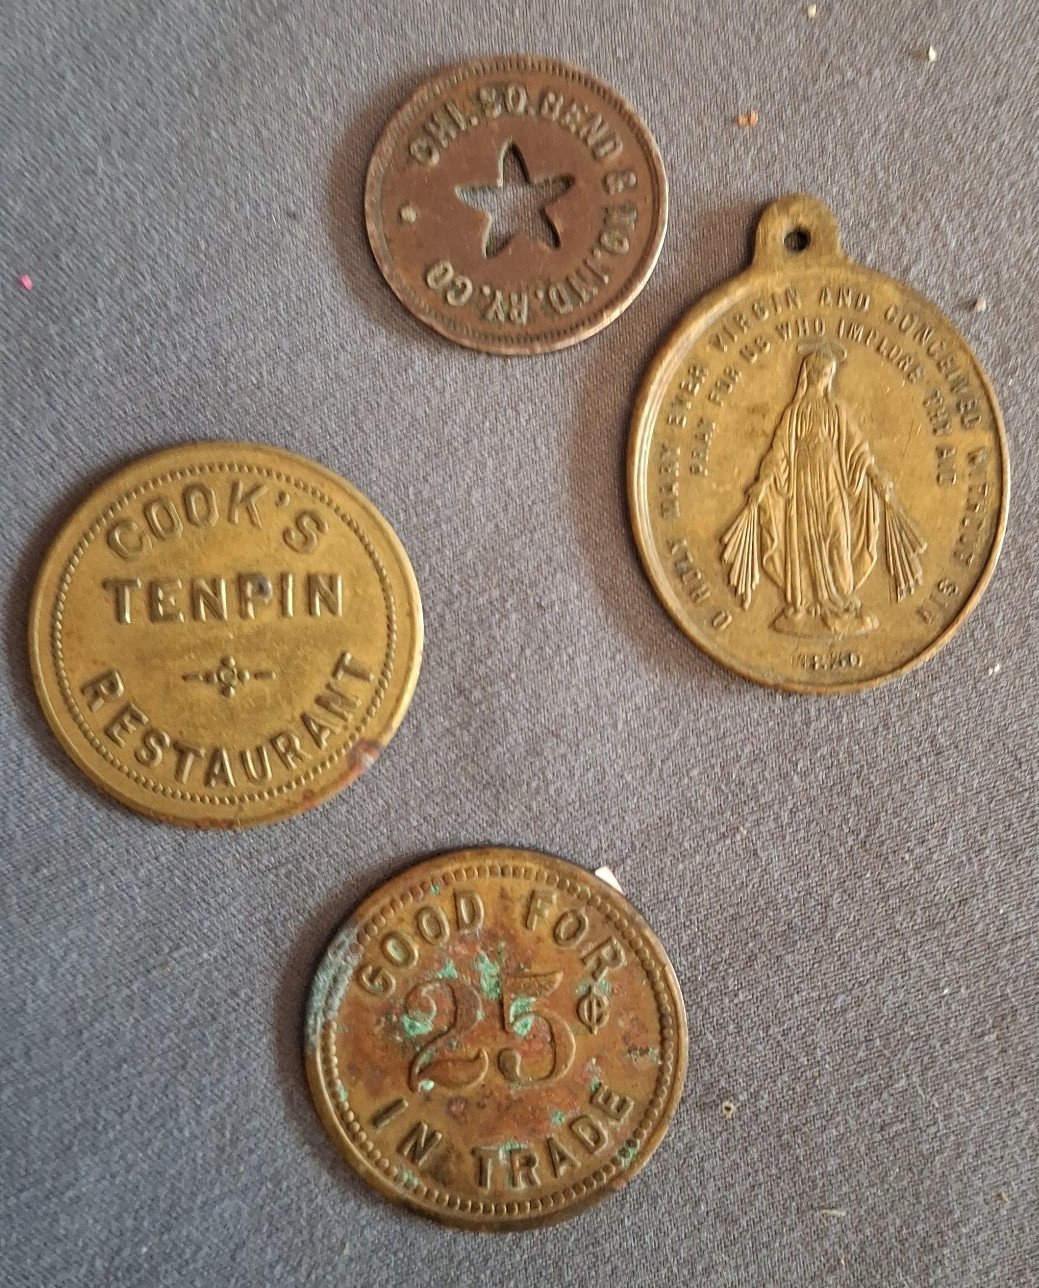 CHI. SO. BEND & NO. IND. RY. CO
O HOLY MARY EVER VIRGIN AND CONCEIVED WITHOUT SIN
PRAY FOR US WHO IMPLORE THY AID
COOK'S
TENPIN
RESTAURANT
GOOD FOR
25¢
IN TRADE